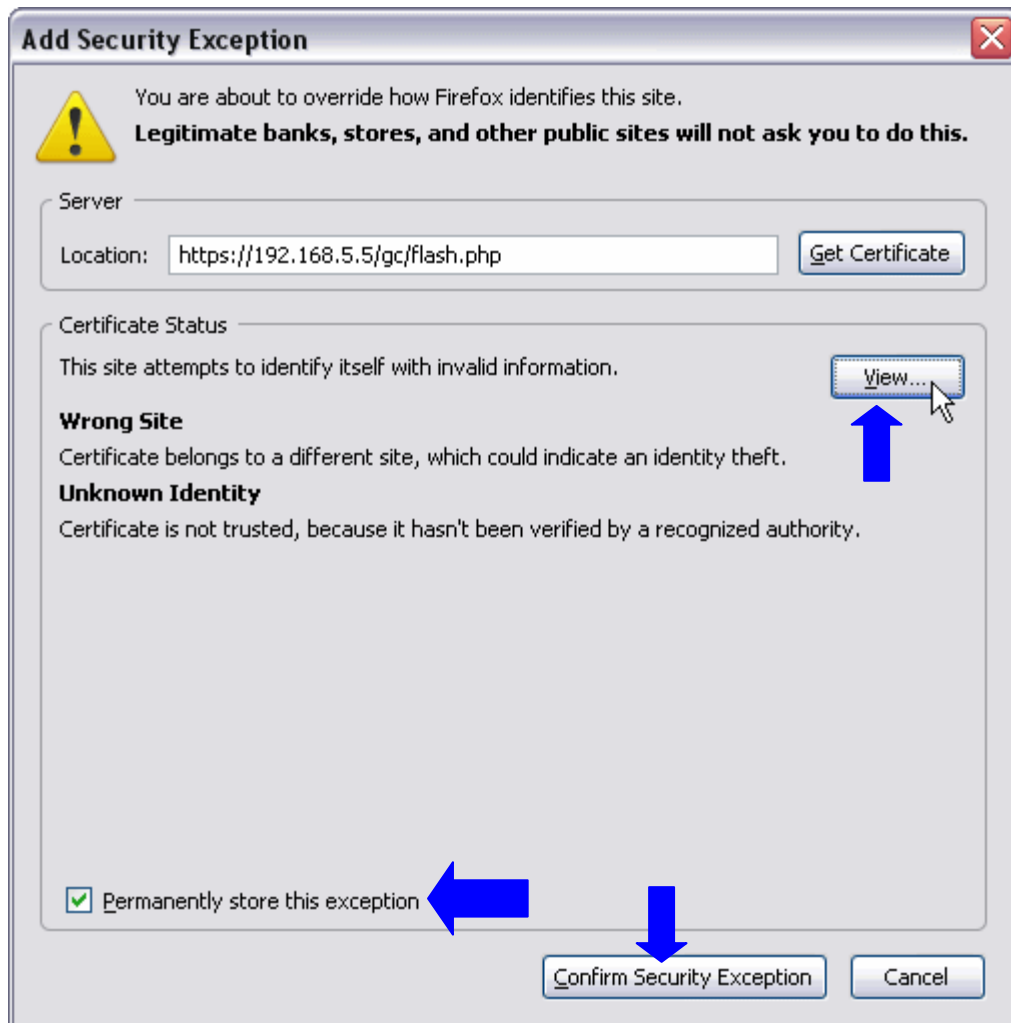 Add Security Exception
You are about to override how Firefox identifies this site.
Legitimate banks, stores, and other public sites will not ask you to do this.
Server
Location: https://192.168.5.5/gc/flash.php Get Certificate
Certificate Status
This site attempts to identify itself with invalid information.
View...
Wrong Site
Certificate belongs to a different site, which could indicate an identity theft.
Unknown Identity
Certificate is not trusted, because it hasn't been verified by a recognized authority.
Permanently store this exception
Confirm Security Exception Cancel